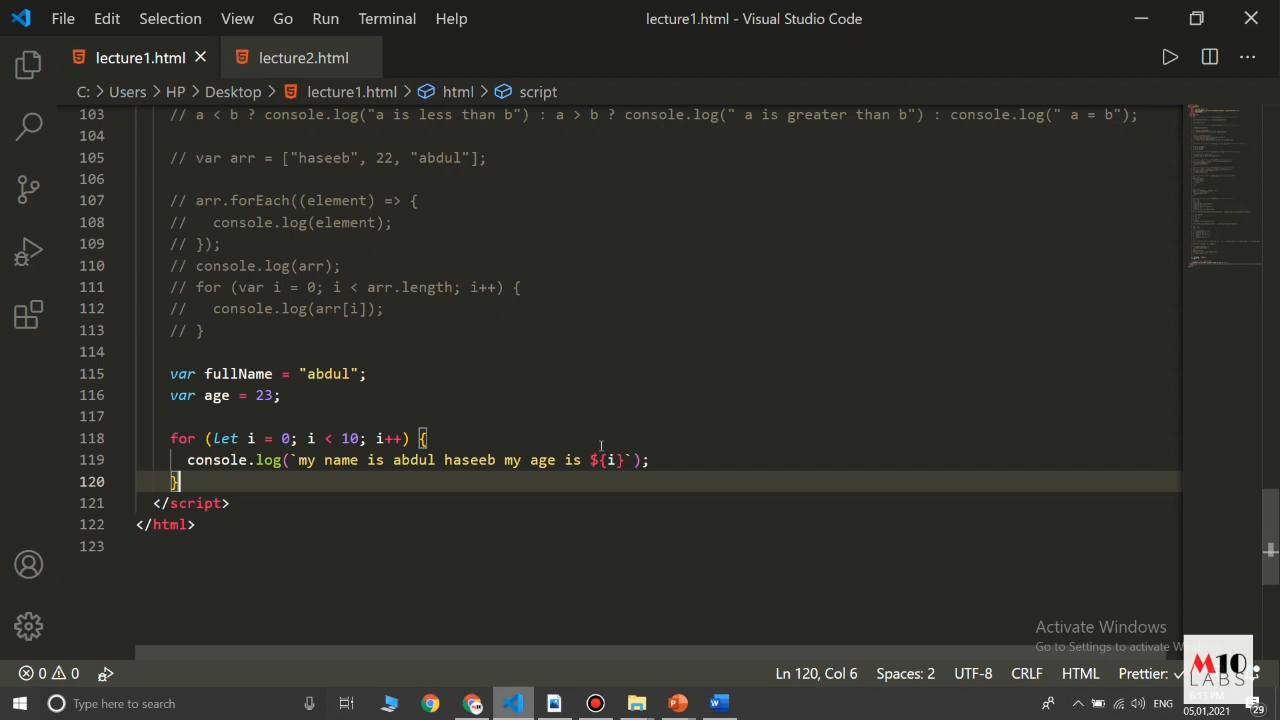 File Edit Selection View Go Run Terminal Help lecture1.html - Visual Studio Code
lecture1.html lecture2.html
C: > Users > HP > Desktop > lecture1.html > html > script
103 // a < b ? console.log("a is less than b") : a > b ? console.log(" a is greater than b") : console.log(" a = b");
104
105 // var arr = ["haseeb", 22, "abdul"];
106
107 // arr.forEach((element) => {
108 //   console.log(element);
109 // });
110 // console.log(arr);
111 // for (var i = 0; i < arr.length; i++) {
112 //   console.log(arr[i]);
113 // }
114
115 var fullName = "abdul";
116 var age = 23;
117
118 for (let i = 0; i < 10; i++) {
119   console.log(`my name is abdul haseeb my age is ${i}`);
120 }
121 </script>
122 </html>
123
Activate Windows
Go to Settings to activate W
M10
LABS
0 0 Ln 120, Col 6 Spaces: 2 UTF-8 CRLF HTML Prettier: ✓
Type here to search ENG 05,01,2021 29